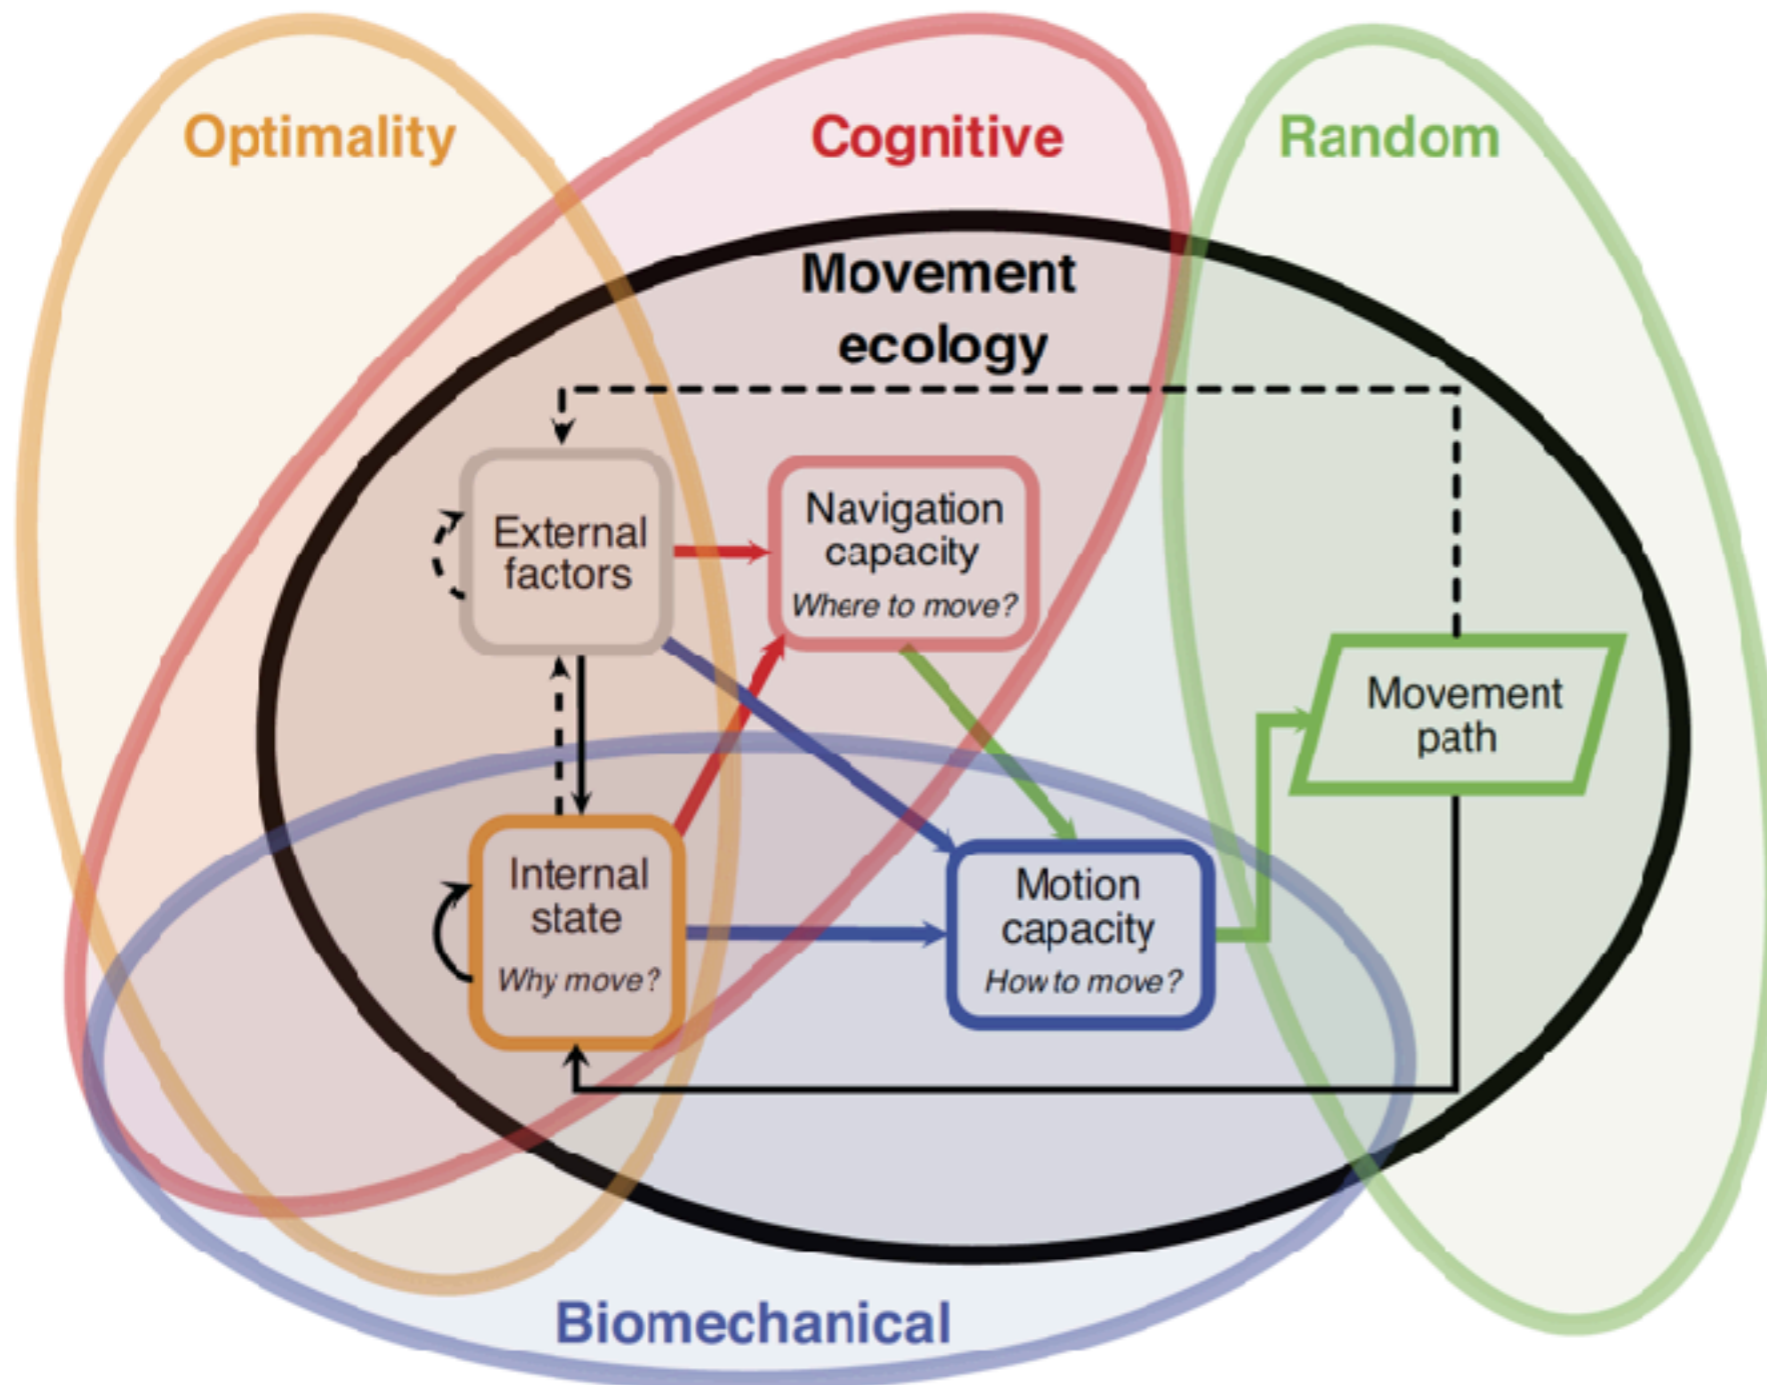 Optimality
Cognitive
Random
Movement
ecology
External
factors
Navigation
capacity
Where to move?
Movement
path
Internal
state
Why move?
Motion
capacity
How to move?
Biomechanical